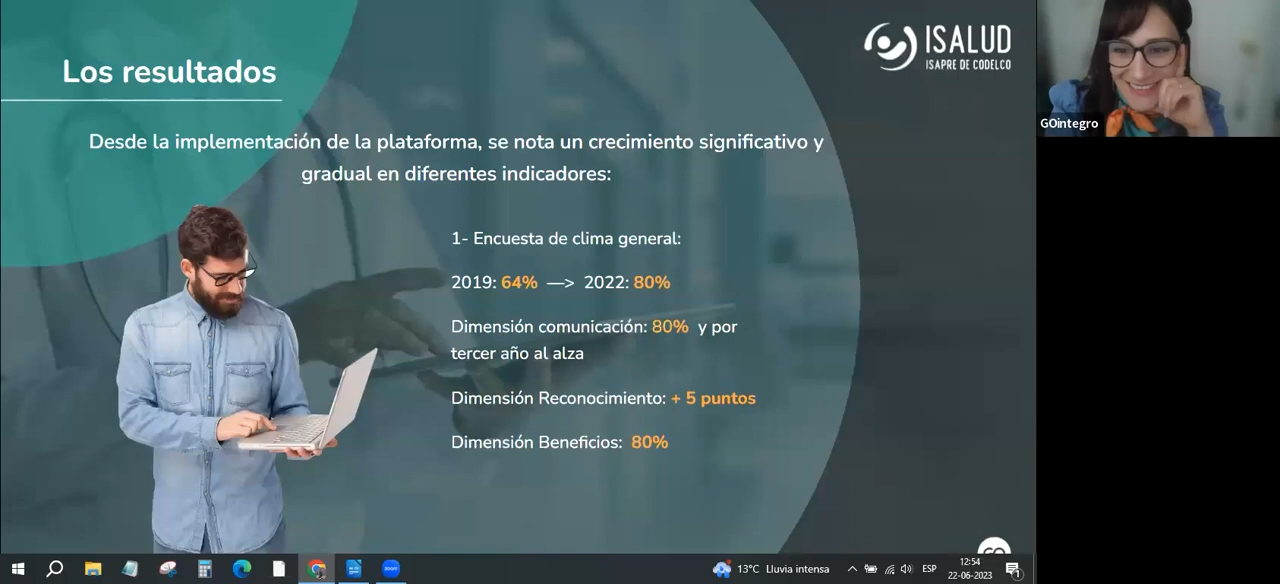 Los resultados
ISALUD
ISAPRE DE CODELCO
GOintegro
Desde la implementación de la plataforma, se nota un crecimiento significativo y
gradual en diferentes indicadores:
1- Encuesta de clima general:
2019: 64% —> 2022: 80%
Dimensión comunicación: 80% y por
tercer año al alza
Dimensión Reconocimiento: + 5 puntos
Dimensión Beneficios: 80%
zoom
13°C Lluvia intensa
ESP
12:54
22-06-2023
1